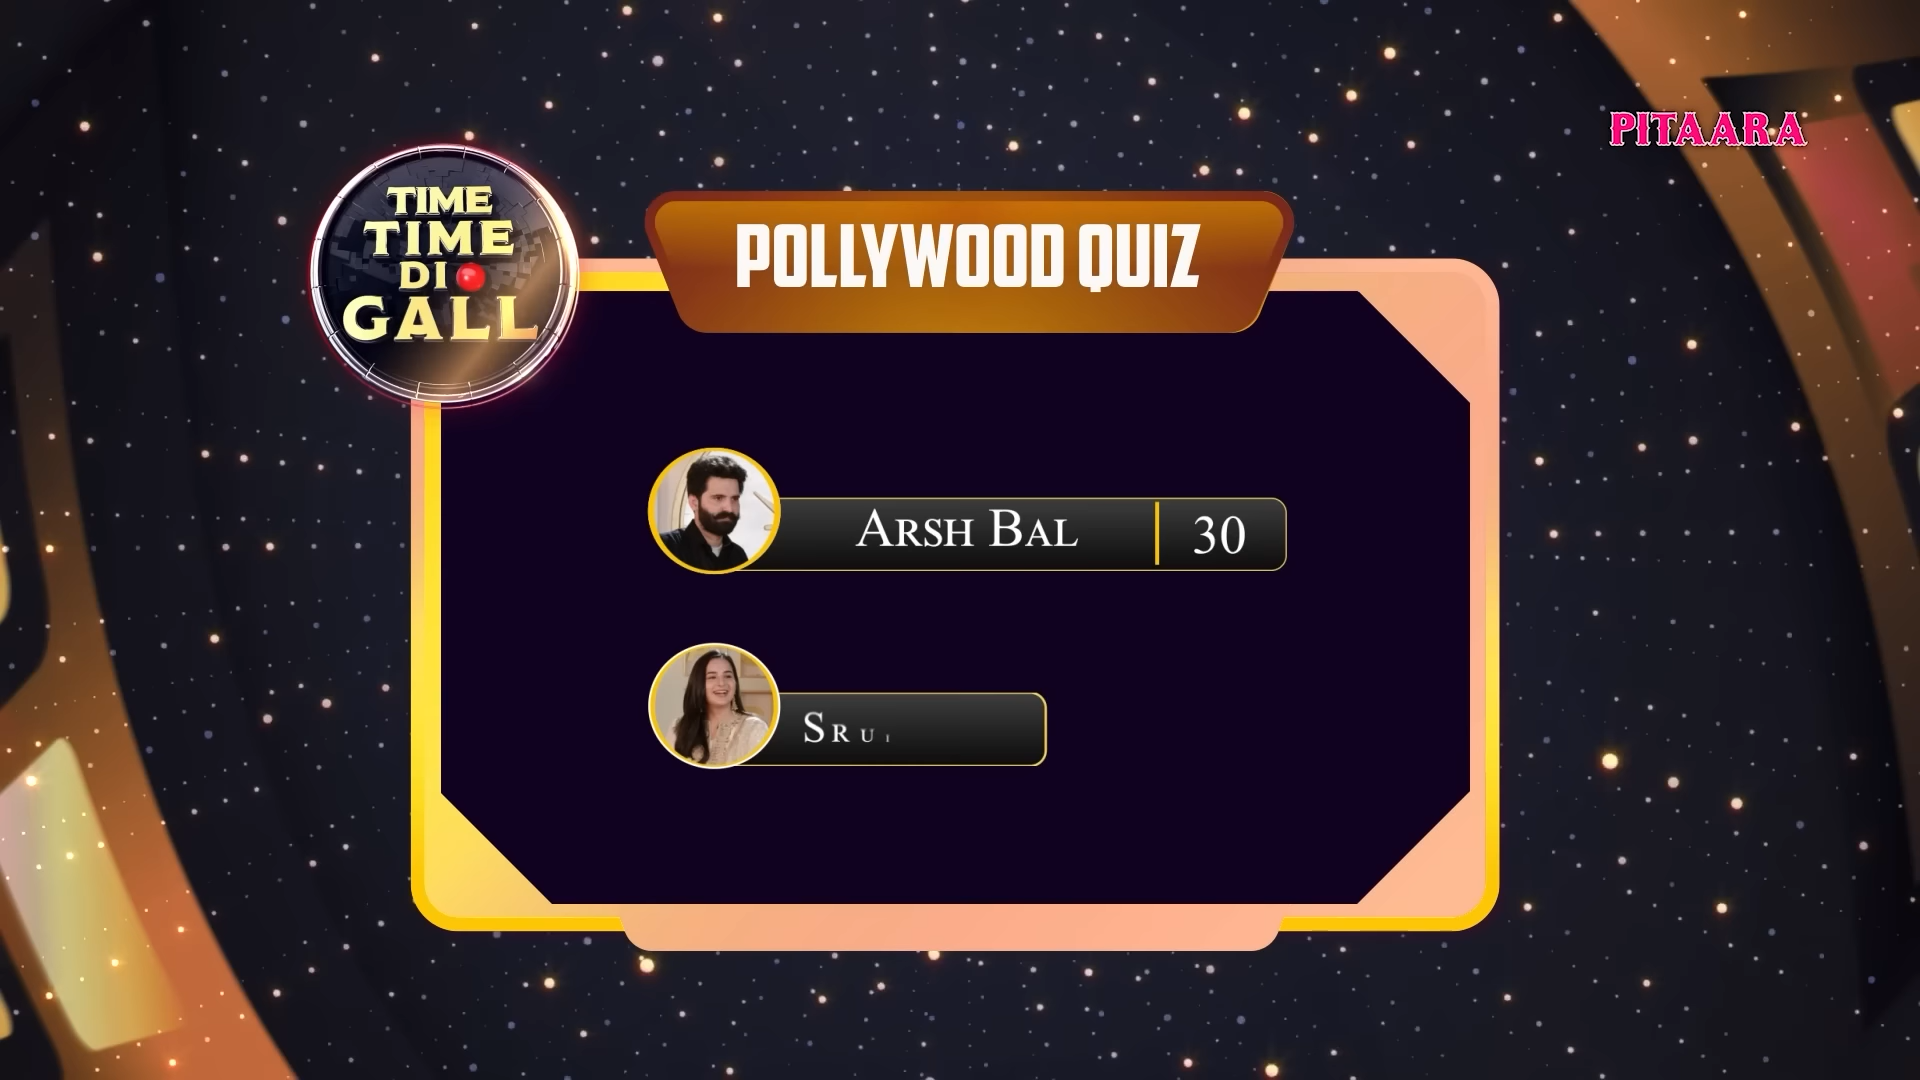 PITAARA
TIME
TIME
DI
GALL
POLLYWOOD QUIZ
ARSH BAL
30